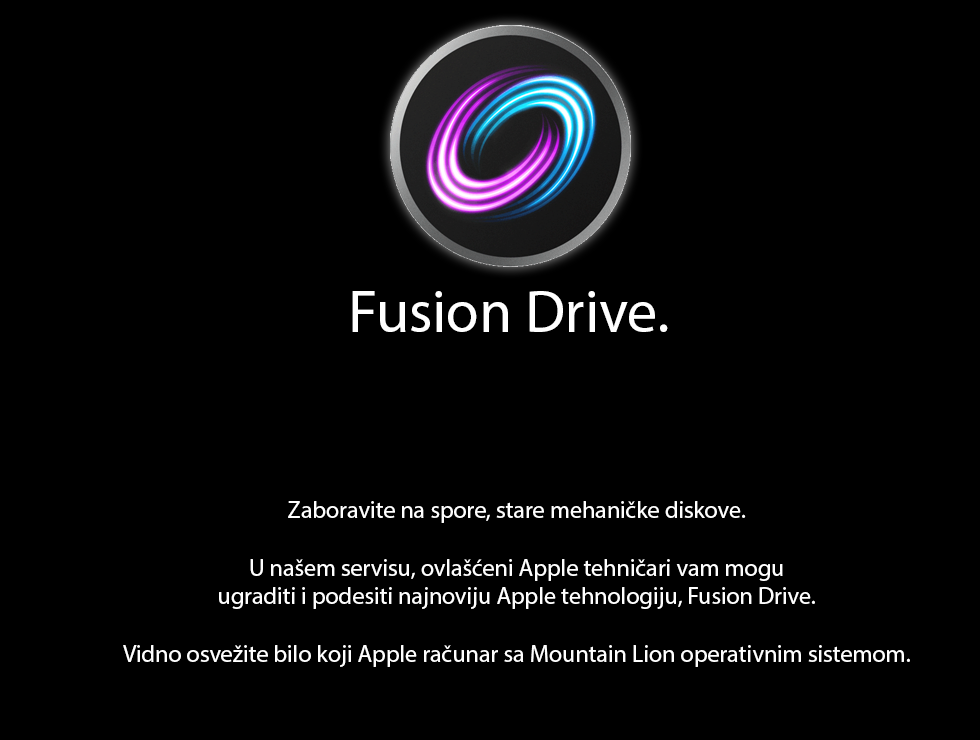 Fusion Drive.
Zaboravite na spore, stare mehaničke diskove.
U našem servisu, ovlašćeni Apple tehničari vam mogu
ugraditi i podesiti najnoviju Apple tehnologiju, Fusion Drive.
Vidno osvežite bilo koji Apple računar sa Mountain Lion operativnim sistemom.